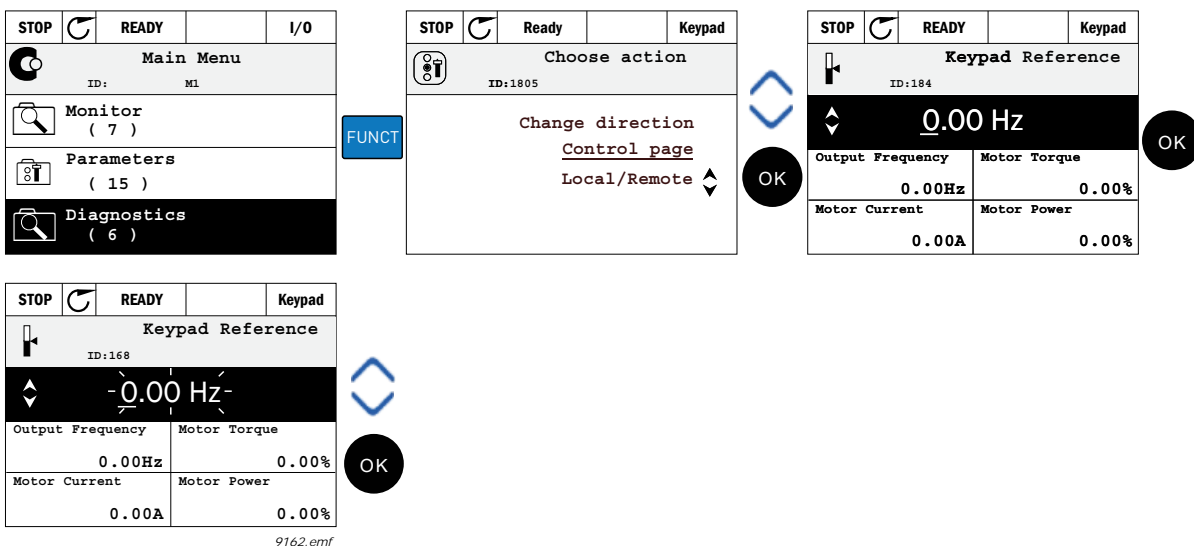 STOP READY I/O
Main Menu
ID: M1
Monitor
( 7 )
Parameters
( 15 )
Diagnostics
( 6 )
FUNCT
STOP Ready Keypad
Choose action
ID:1805
Change direction
Control page
Local/Remote
OK
STOP READY Keypad
Keypad Reference
ID:184
0.00 Hz
Output Frequency Motor Torque
0.00Hz 0.00%
Motor Current Motor Power
0.00A 0.00%
OK
STOP READY Keypad
Keypad Reference
ID:168
0.00 Hz
Output Frequency Motor Torque
0.00Hz 0.00%
Motor Current Motor Power
0.00A 0.00%
OK
9162.emf